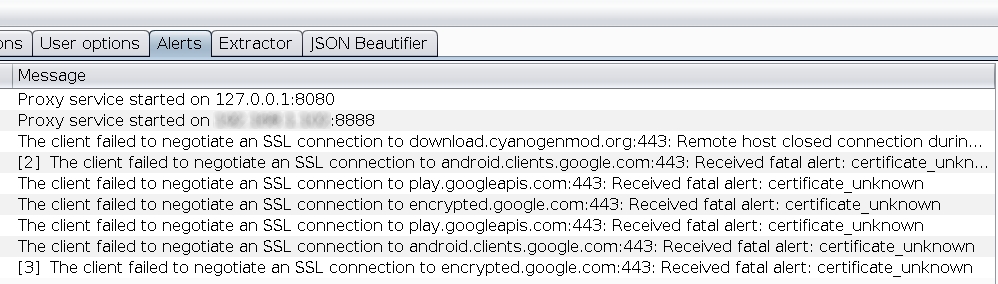 ons User options Alerts Extractor JSON Beautifier
Message
Proxy service started on 127.0.0.1:8080
Proxy service started on :8888
The client failed to negotiate an SSL connection to download.cyanogenmod.org:443: Remote host closed connection durin...
[2] The client failed to negotiate an SSL connection to android.clients.google.com:443: Received fatal alert: certificate_unkn...
The client failed to negotiate an SSL connection to play.googleapis.com:443: Received fatal alert: certificate_unknown
The client failed to negotiate an SSL connection to encrypted.google.com:443: Received fatal alert: certificate_unknown
The client failed to negotiate an SSL connection to play.googleapis.com:443: Received fatal alert: certificate_unknown
The client failed to negotiate an SSL connection to android.clients.google.com:443: Received fatal alert: certificate_unknown
[3] The client failed to negotiate an SSL connection to encrypted.google.com:443: Received fatal alert: certificate_unknown